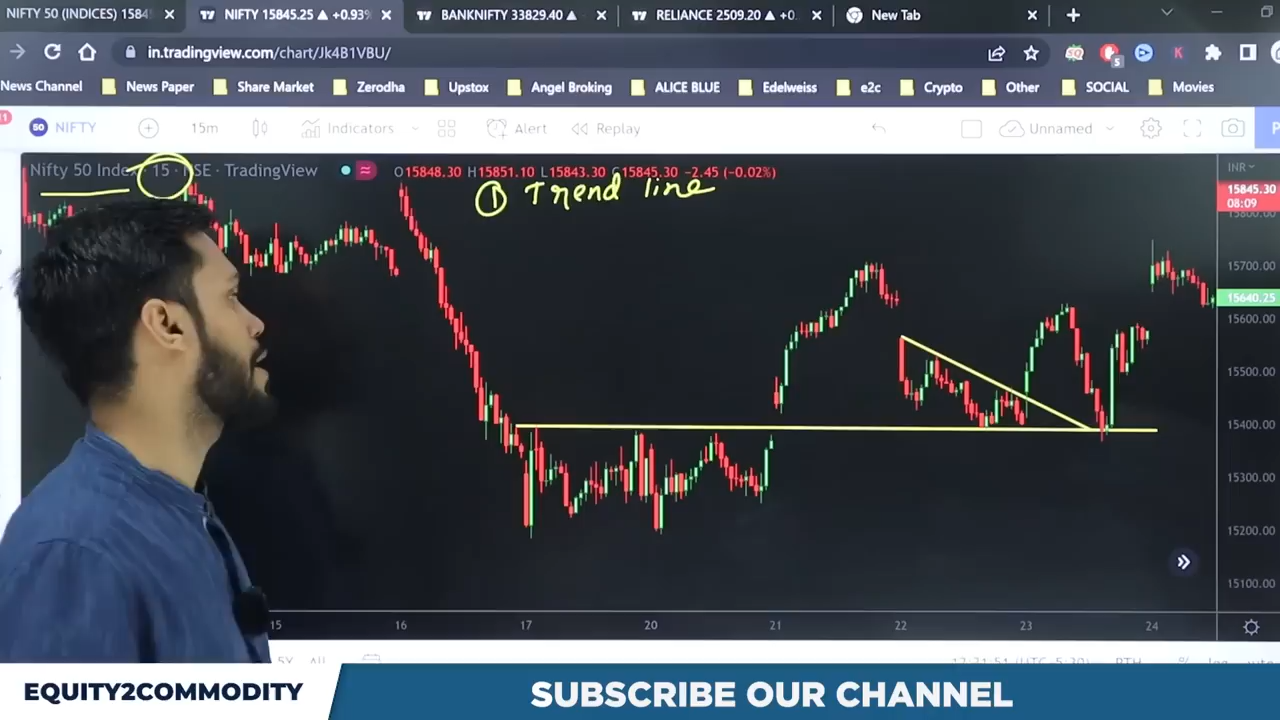 NIFTY 50 (INDICES) 1584
NIFTY 15845.25 ▲ +0.93%
BANKNIFTY 33829.40 ▲
RELIANCE 2509.20 ▲ +0
New Tab
in.tradingview.com/chart/Jk4B1VBU/
News Channel News Paper Share Market Zerodha Upstox Angel Broking ALICE BLUE Edelweiss e2c Crypto Other SOCIAL Movies
50 NIFTY 15m Indicators Alert Replay Unnamed
Nifty 50 Index · 15 · NSE · TradingView O15848.30 H15851.10 L15843.30 C15845.30 -2.45 (-0.02%)
INR
① Trend line
15845.30
08:09
15800.00
15700.00
15640.25
15600.00
15500.00
15400.00
15300.00
15200.00
15100.00
15 16 17 20 21 22 23 24
5Y All
EQUITY2COMMODITY
SUBSCRIBE OUR CHANNEL